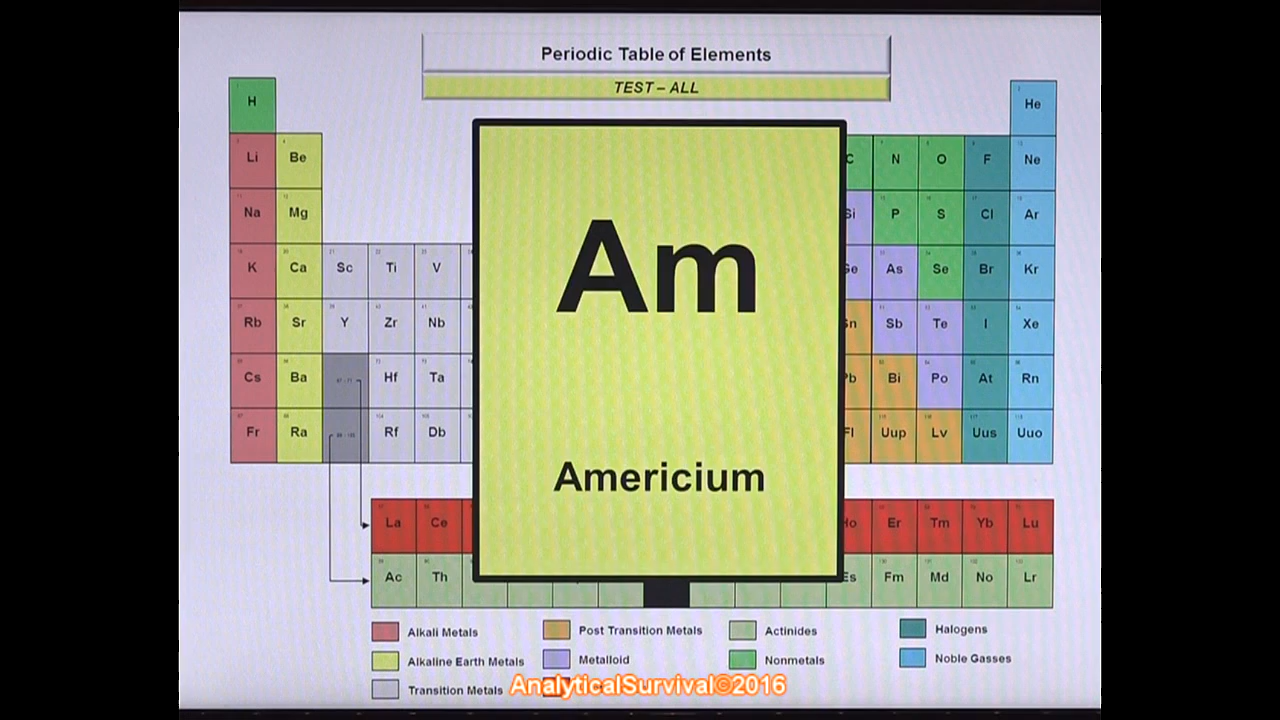 Periodic Table of Elements
TEST – ALL
H He
Li Be C N O F Ne
Na Mg Si P S Cl Ar
K Ca Sc Ti V As Se Br Kr
Rb Sr Y Zr Nb Sb Te I Xe
Cs Ba Hf Ta Bi Po At Rn
Fr Ra Rf Db Fl Uup Lv Uus Uuo
Am
Americium
La Ce Er Tm Yb Lu
Ac Th Es Fm Md No Lr
Alkali Metals Post Transition Metals Actinides Halogens
Alkaline Earth Metals Metalloid Nonmetals Noble Gasses
Transition Metals
AnalyticalSurvival©2016